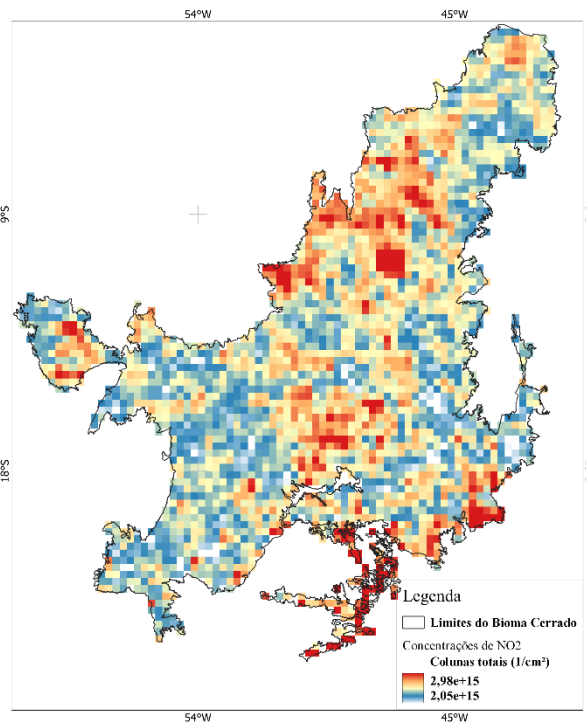 54°W 45°W
9°S
18°S
Legenda
Limites do Bioma Cerrado
Concentrações de NO2
Colunas totais (1/cm²)
2,98e+15
2,05e+15
54°W 45°W